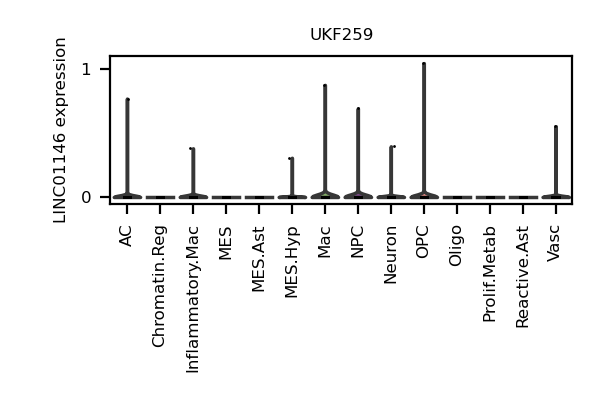 UKF259
LINC01146 expression
1
0
AC
Chromatin.Reg
Inflammatory.Mac
MES
MES.Ast
MES.Hyp
Mac
NPC
Neuron
OPC
Oligo
Prolif.Metab
Reactive.Ast
Vasc